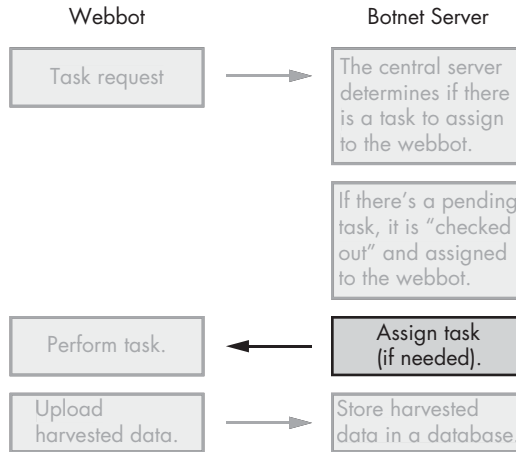 Webbot Botnet Server
Task request
The central server
determines if there
is a task to assign
to the webbot.
If there's a pending
task, it is “checked
out” and assigned
to the webbot.
Perform task.
Assign task
(if needed).
Upload
harvested data.
Store harvested
data in a database.